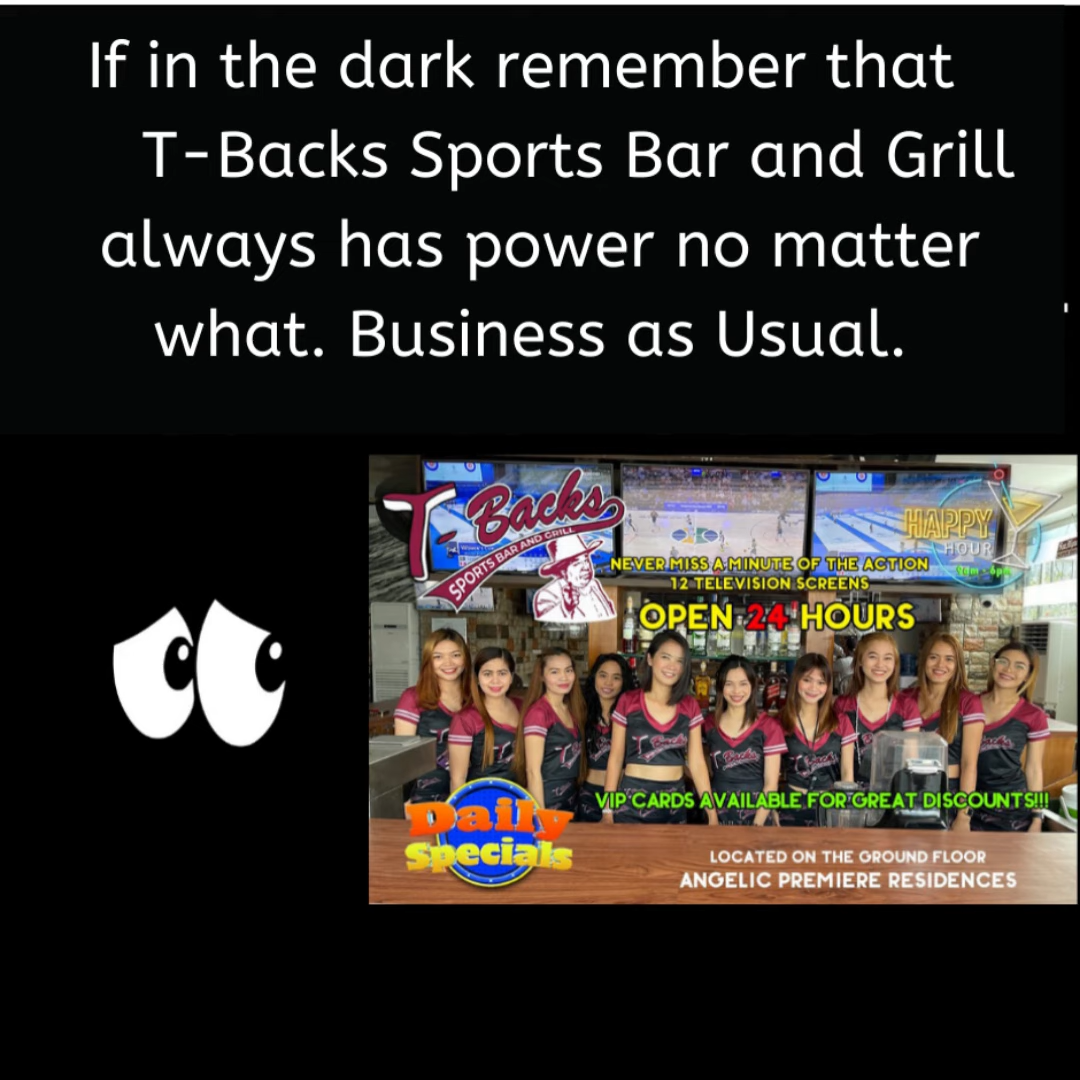 If in the dark remember that
T-Backs Sports Bar and Grill
always has power no matter
what. Business as Usual.
T-Backs
SPORTS BAR AND GRILL
HAPPY
HOUR
9am - 6pm
NEVER MISS A MINUTE OF THE ACTION
12 TELEVISION SCREENS
OPEN 24 HOURS
VIP CARDS AVAILABLE FOR GREAT DISCOUNTS!!!
Daily
Specials
LOCATED ON THE GROUND FLOOR
ANGELIC PREMIERE RESIDENCES